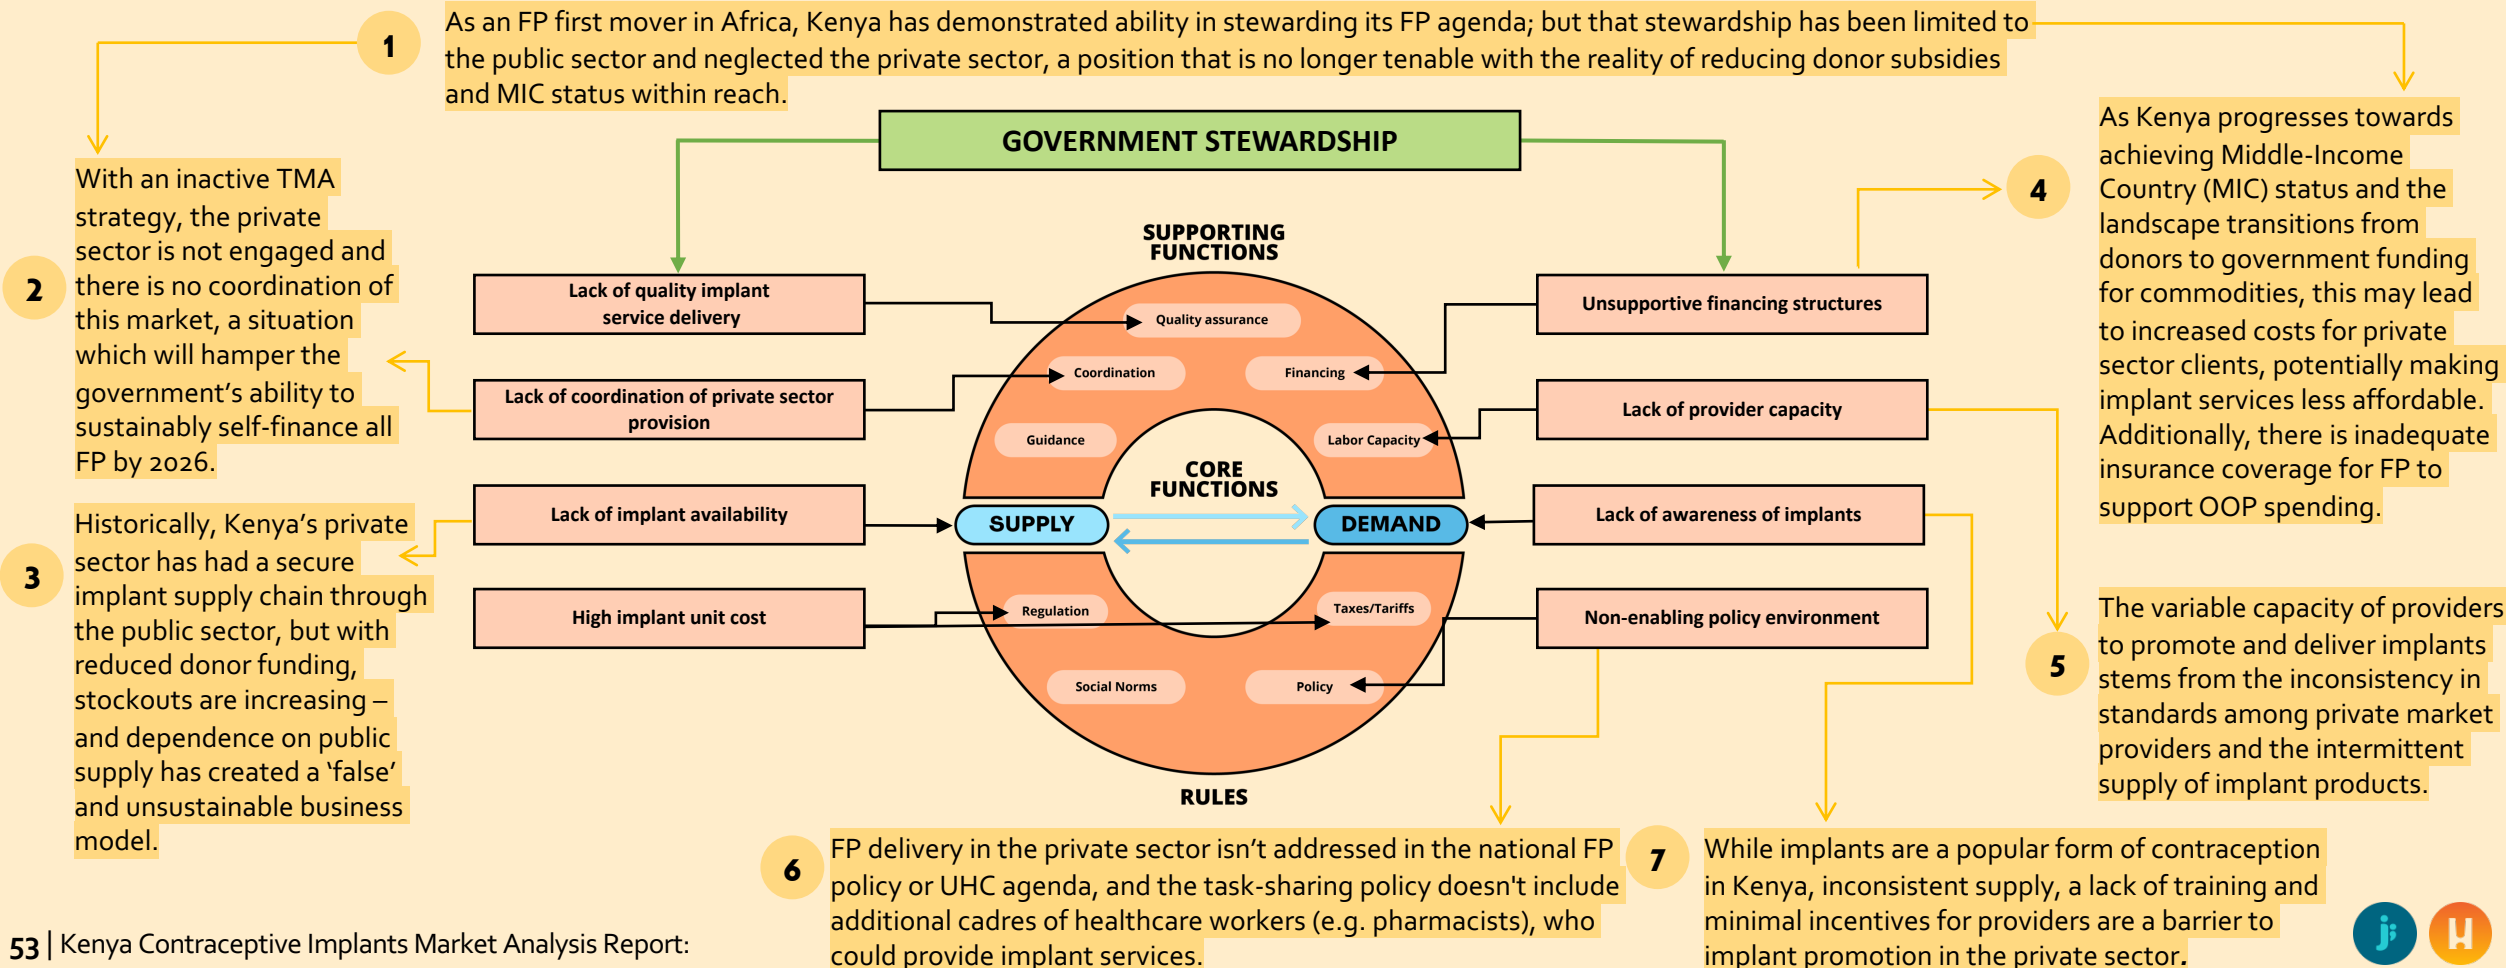 1
As an FP first mover in Africa, Kenya has demonstrated ability in stewarding its FP agenda; but that stewardship has been limited to
the public sector and neglected the private sector, a position that is no longer tenable with the reality of reducing donor subsidies
and MIC status within reach.
GOVERNMENT STEWARDSHIP
2
With an inactive TMA
strategy, the private
sector is not engaged and
there is no coordination of
this market, a situation
which will hamper the
government’s ability to
sustainably self-finance all
FP by 2026.
3
Historically, Kenya’s private
sector has had a secure
implant supply chain through
the public sector, but with
reduced donor funding,
stockouts are increasing –
and dependence on public
supply has created a ‘false’
and unsustainable business
model.
Lack of quality implant
service delivery
Lack of coordination of private sector
provision
Lack of implant availability
High implant unit cost
SUPPORTING
FUNCTIONS
Quality assurance
Coordination
Financing
Guidance
Labor Capacity
CORE
FUNCTIONS
SUPPLY
DEMAND
Regulation
Taxes/Tariffs
Social Norms
Policy
RULES
Unsupportive financing structures
Lack of provider capacity
Lack of awareness of implants
Non-enabling policy environment
4
As Kenya progresses towards
achieving Middle-Income
Country (MIC) status and the
landscape transitions from
donors to government funding
for commodities, this may lead
to increased costs for private
sector clients, potentially making
implant services less affordable.
Additionally, there is inadequate
insurance coverage for FP to
support OOP spending.
5
The variable capacity of providers
to promote and deliver implants
stems from the inconsistency in
standards among private market
providers and the intermittent
supply of implant products.
6
FP delivery in the private sector isn’t addressed in the national FP
policy or UHC agenda, and the task-sharing policy doesn't include
additional cadres of healthcare workers (e.g. pharmacists), who
could provide implant services.
7
While implants are a popular form of contraception
in Kenya, inconsistent supply, a lack of training and
minimal incentives for providers are a barrier to
implant promotion in the private sector.
53 | Kenya Contraceptive Implants Market Analysis Report: